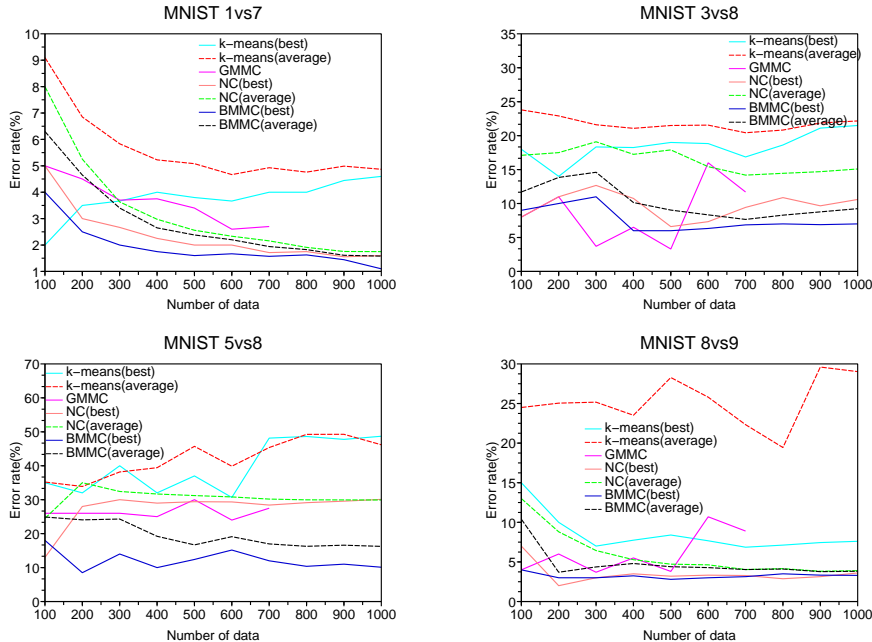 MNIST 1vs7
Error rate(%)
10
9
8
7
6
5
4
3
2
1
k-means(best)
k-means(average)
GMMC
NC(best)
NC(average)
BMMC(best)
BMMC(average)
100 200 300 400 500 600 700 800 900 1000
Number of data
MNIST 3vs8
Error rate(%)
35
30
25
20
15
10
5
0
k-means(best)
k-means(average)
GMMC
NC(best)
NC(average)
BMMC(best)
BMMC(average)
100 200 300 400 500 600 700 800 900 1000
Number of data
MNIST 5vs8
Error rate(%)
70
60
50
40
30
20
10
0
k-means(best)
k-means(average)
GMMC
NC(best)
NC(average)
BMMC(best)
BMMC(average)
100 200 300 400 500 600 700 800 900 1000
Number of data
MNIST 8vs9
Error rate(%)
30
25
20
15
10
5
0
k-means(best)
k-means(average)
GMMC
NC(best)
NC(average)
BMMC(best)
BMMC(average)
100 200 300 400 500 600 700 800 900 1000
Number of data